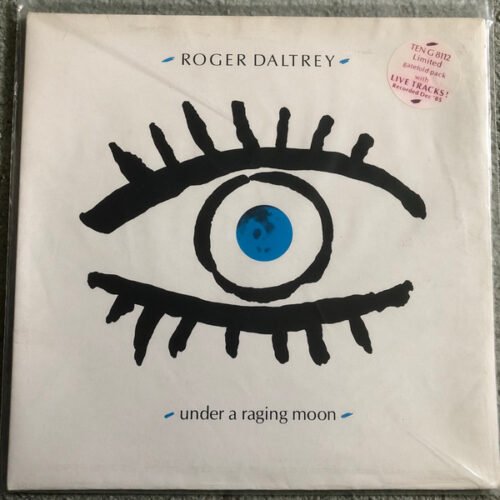 ROGER DALTREY
TEN G 8112
Limited
gatefold pack
with
LIVE TRACKS!
Recorded Dec '85
under a raging moon